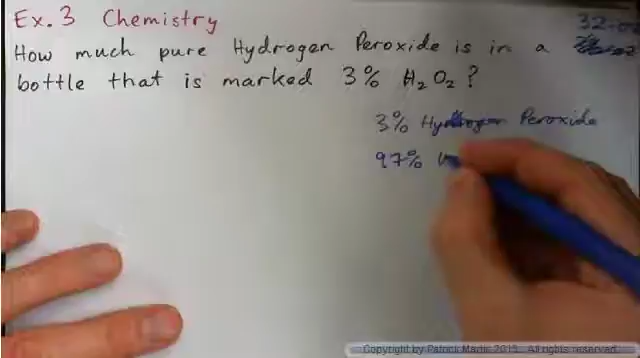 Ex. 3 Chemistry
How much pure Hydrogen Peroxide is in a
bottle that is marked 3% H₂O₂?
3% Hydrogen Peroxide
97%
Copyright by Patrick Martin 2015. All rights reserved.